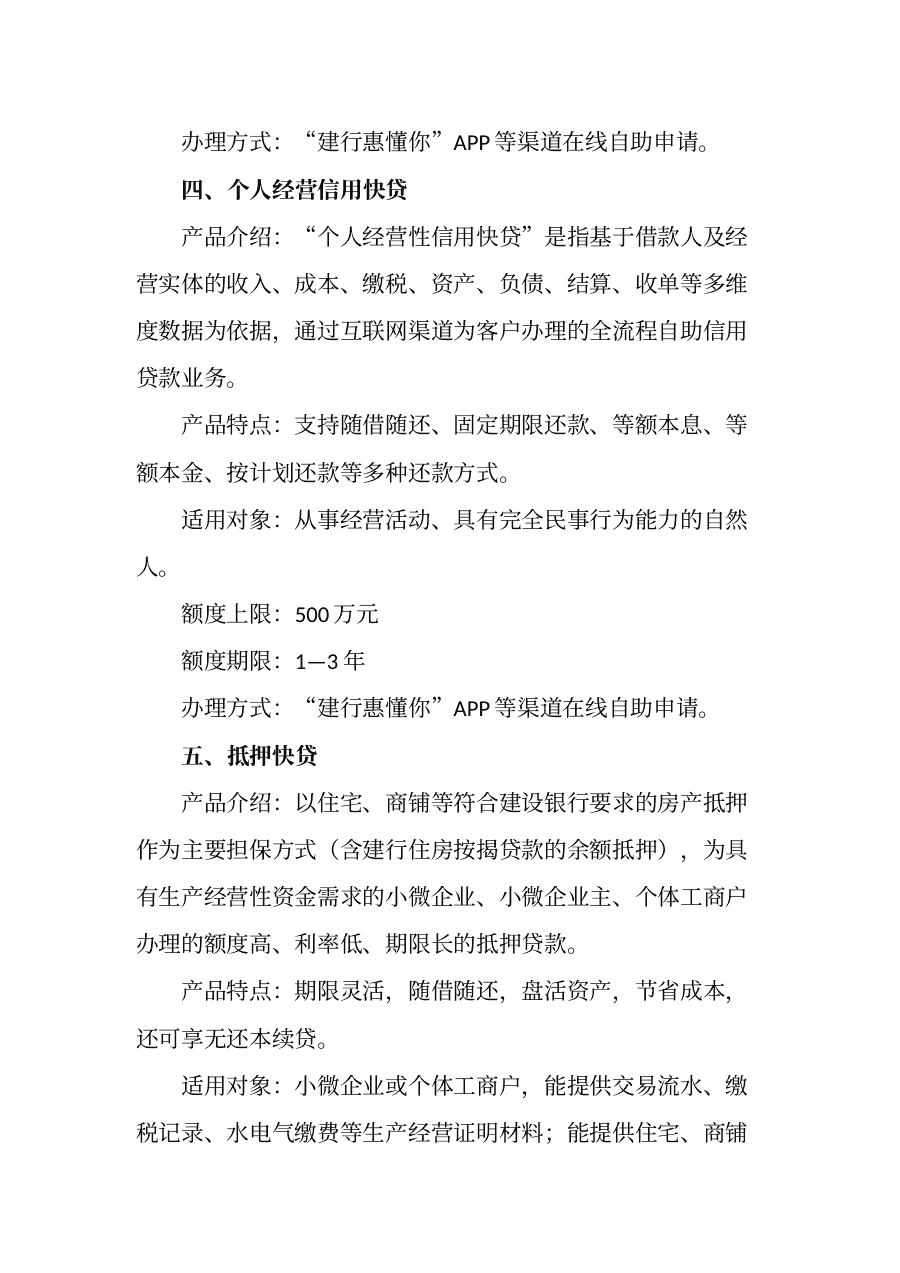 办理方式：“建行惠懂你”APP 等渠道在线自助申请。
四、个人经营信用快贷
产品介绍：“个人经营性信用快贷”是指基于借款人及经
营实体的收入、成本、缴税、资产、负债、结算、收单等多维
度数据为依据，通过互联网渠道为客户办理的全流程自助信用
贷款业务。
产品特点：支持随借随还、固定期限还款、等额本息、等
额本金、按计划还款等多种还款方式。
适用对象：从事经营活动、具有完全民事行为能力的自然
人。
额度上限：500 万元
额度期限：1—3 年
办理方式：“建行惠懂你”APP 等渠道在线自助申请。
五、抵押快贷
产品介绍：以住宅、商铺等符合建设银行要求的房产抵押
作为主要担保方式（含建行住房按揭贷款的余额抵押），为具
有生产经营性资金需求的小微企业、小微企业主、个体工商户
办理的额度高、利率低、期限长的抵押贷款。
产品特点：期限灵活，随借随还，盘活资产，节省成本，
还可享无还本续贷。
适用对象：小微企业或个体工商户，能提供交易流水、缴
税记录、水电气缴费等生产经营证明材料；能提供住宅、商铺